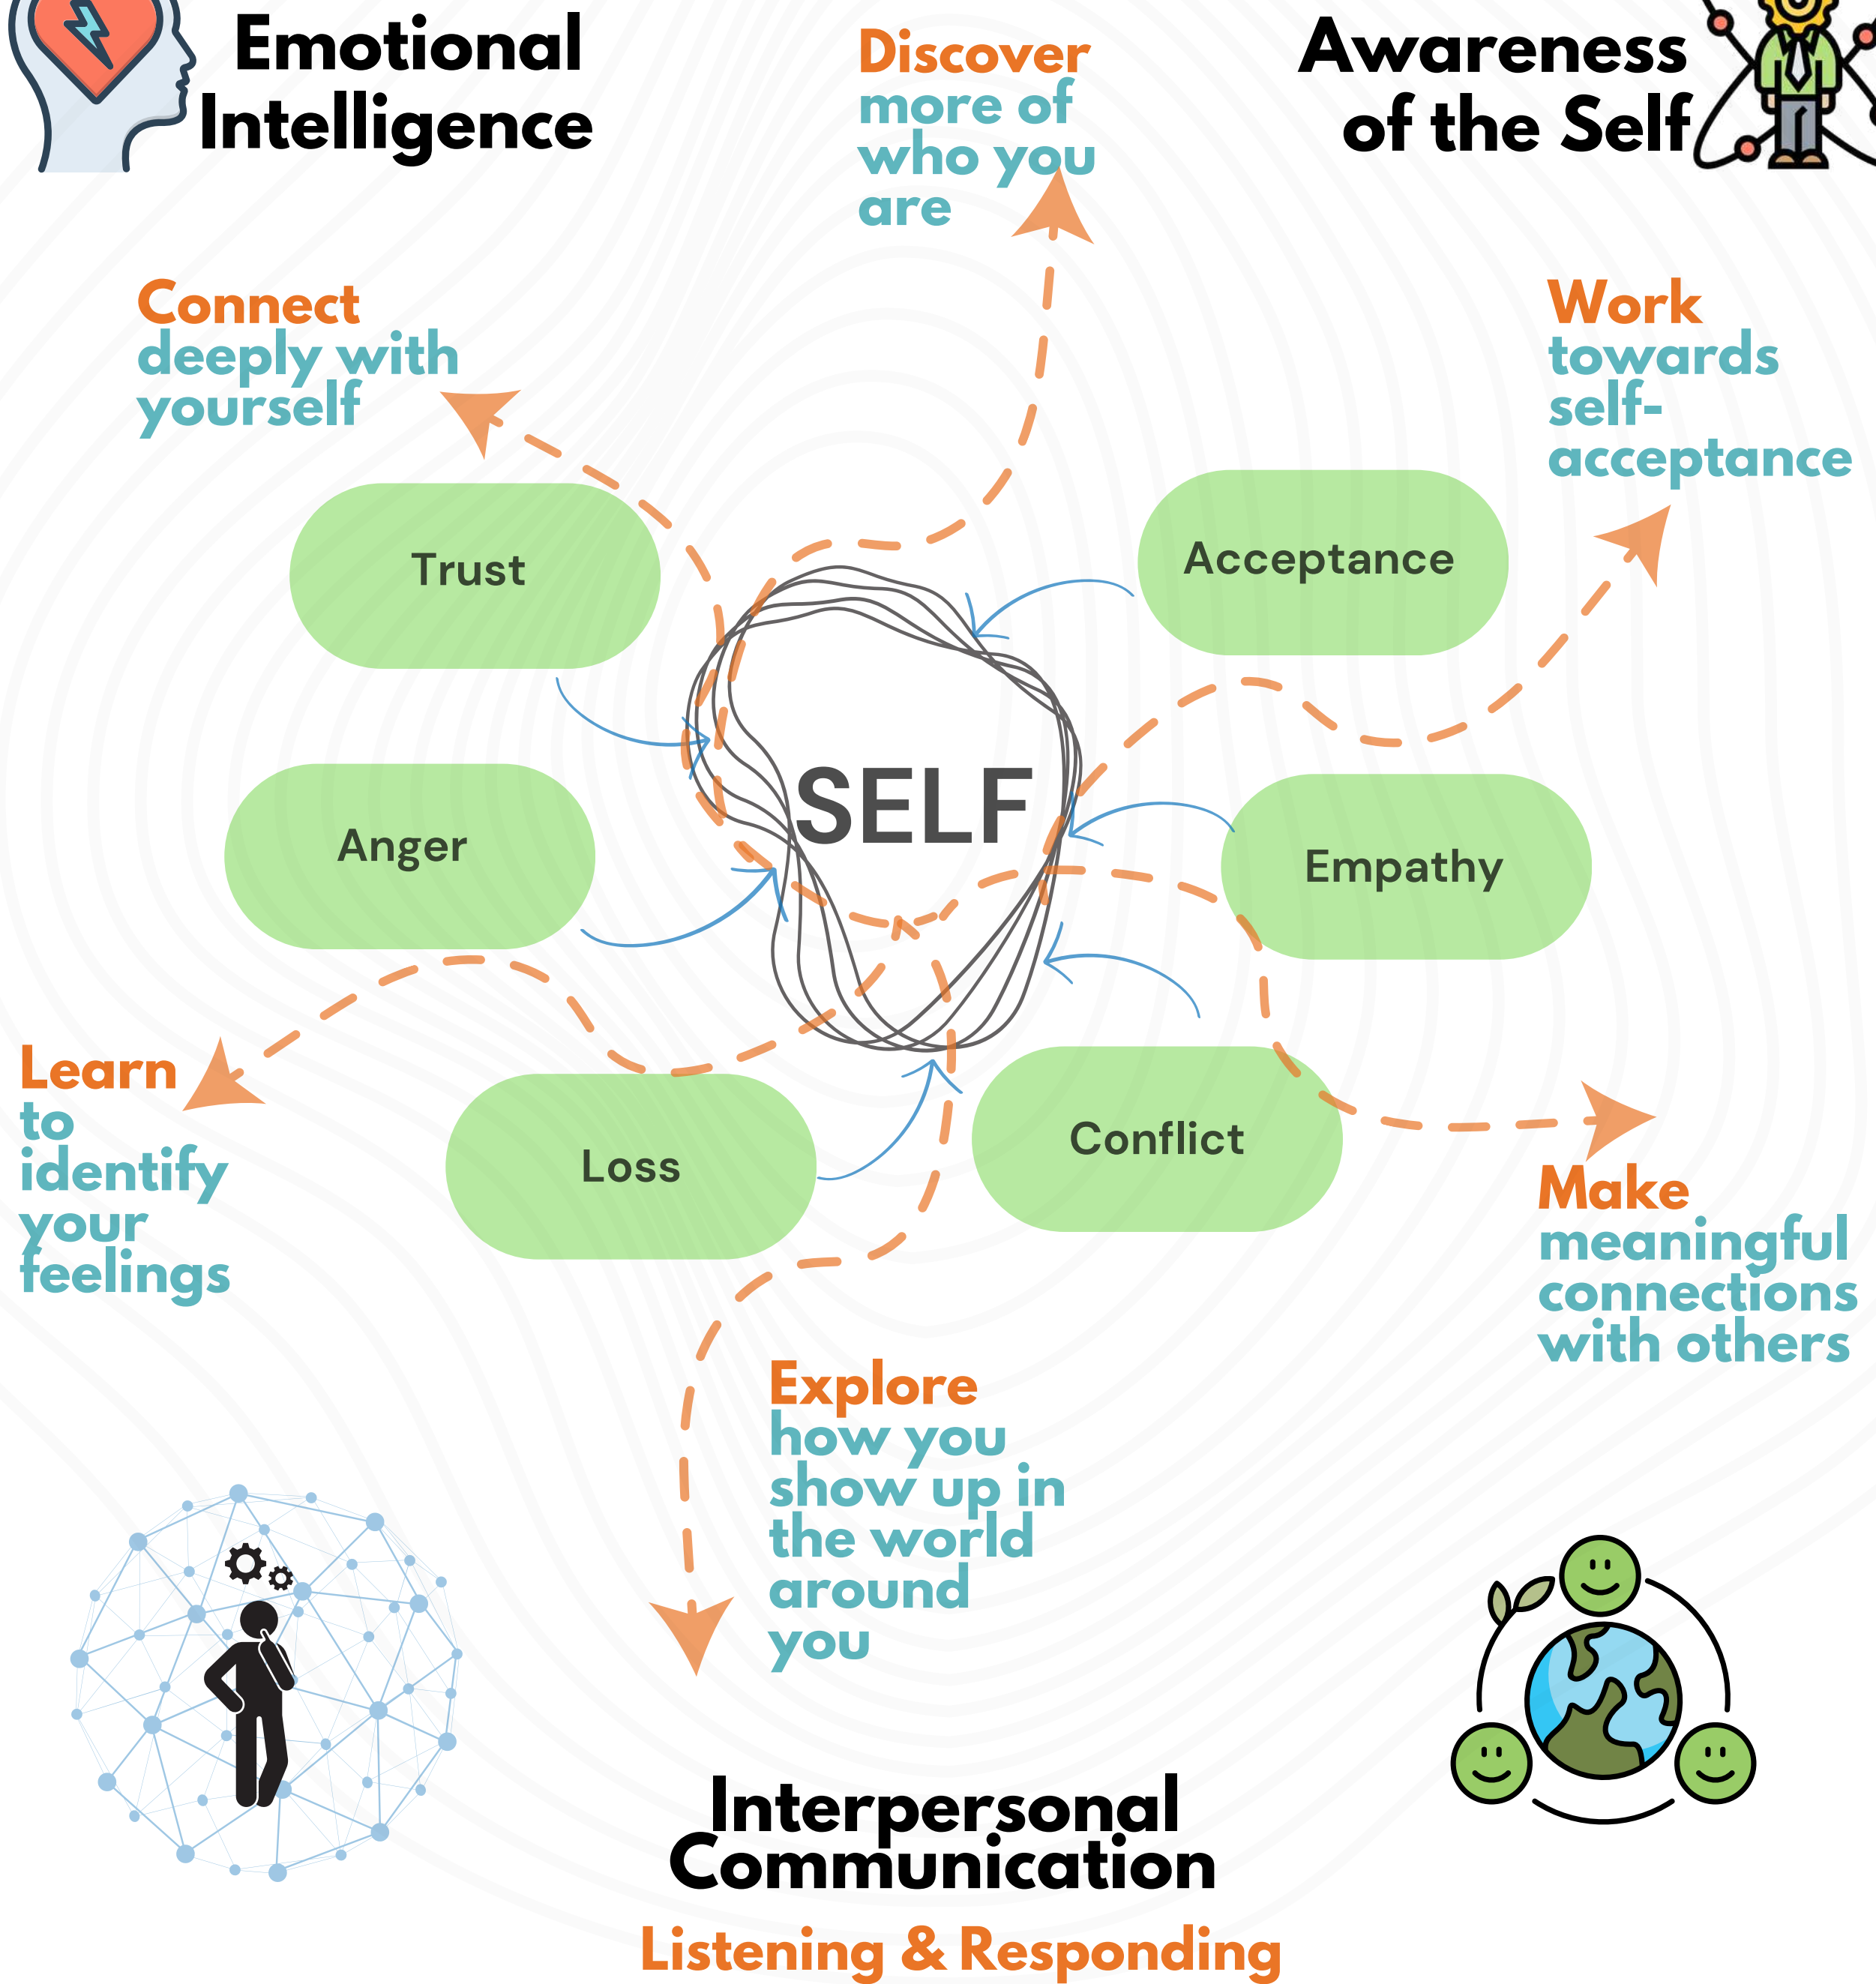 Emotional
Intelligence
Discover
more of
who you
are
Awareness
of the Self
Connect
deeply with
yourself
Work
towards
self-
acceptance
Trust
Acceptance
SELF
Anger
Empathy
Learn
to
identify
your
feelings
Loss
Conflict
Make
meaningful
connections
with others
Explore
how you
show up in
the world
around
you
Interpersonal
Communication
Listening & Responding